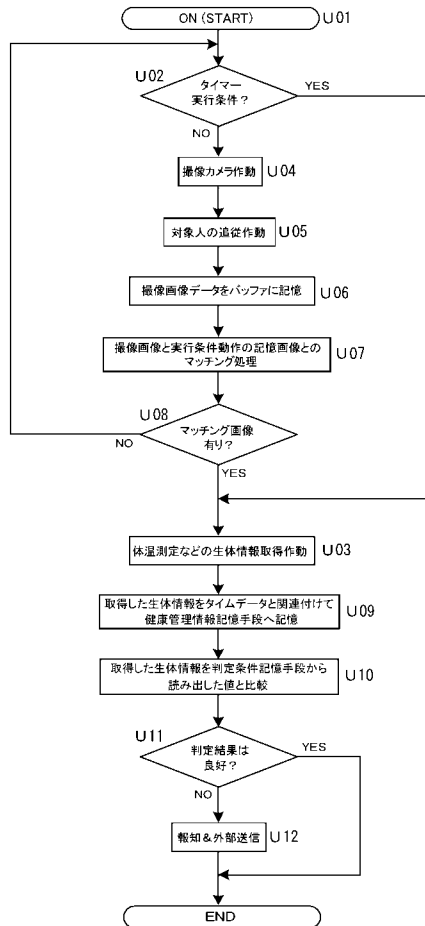 ON (START)
U01
U02
タイマー
実行条件？
YES
NO
撮像カメラ作動
U04
対象人の追従作動
U05
撮像画像データをバッファに記憶
U06
撮像画像と実行条件動作の記憶画像との
マッチング処理
U07
U08
マッチング画像
有り？
NO
YES
体温測定などの生体情報取得作動
U03
取得した生体情報をタイムデータと関連付けて
健康管理情報記憶手段へ記憶
U09
取得した生体情報を判定条件記憶手段から
読み出した値と比較
U10
U11
判定結果は
良好？
YES
NO
報知＆外部送信
U12
END